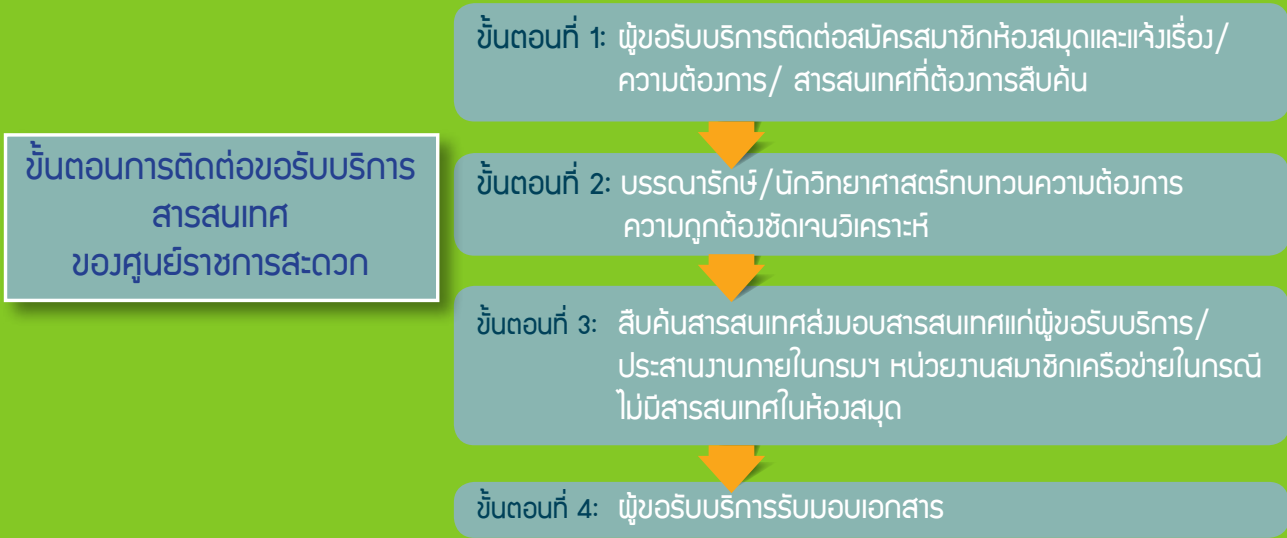 ขั้นตอนการติดต่อขอรับบริการ
สารสนเทศ
ของศูนย์ราชการสะดวก
ขั้นตอนที่ 1: ผู้ขอรับบริการติดต่อสมัครสมาชิกห้องสมุดและแจ้งเรื่อง/
ความต้องการ/ สารสนเทศที่ต้องการสืบค้น
ขั้นตอนที่ 2: บรรณารักษ์/นักวิทยาศาสตร์ทบทวนความต้องการ
ความถูกต้องชัดเจนวิเคราะห์
ขั้นตอนที่ 3: สืบค้นสารสนเทศส่งมอบสารสนเทศแก่ผู้ขอรับบริการ/
ประสานงานภายในกรมฯ หน่วยงานสมาชิกเครือข่ายในกรณี
ไม่มีสารสนเทศในห้องสมุด
ขั้นตอนที่ 4: ผู้ขอรับบริการรับมอบเอกสาร